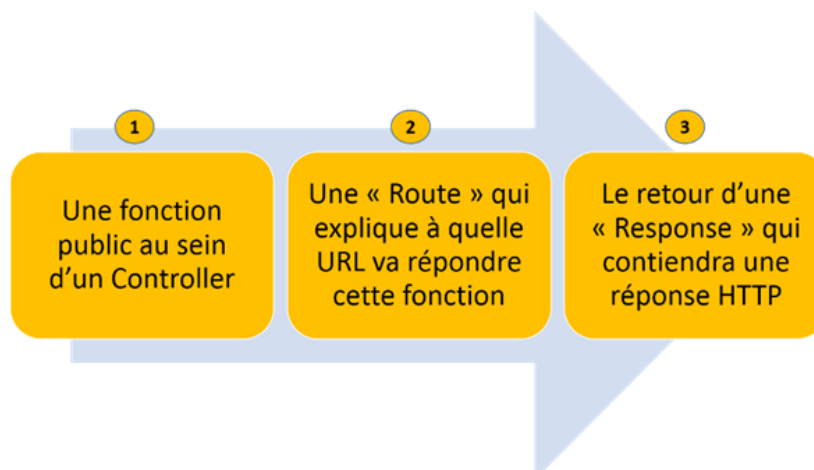 1
Une fonction
public au sein
d’un Controller
2
Une « Route » qui
explique à quelle
URL va répondre
cette fonction
3
Le retour d’une
« Response » qui
contiendra une
réponse HTTP